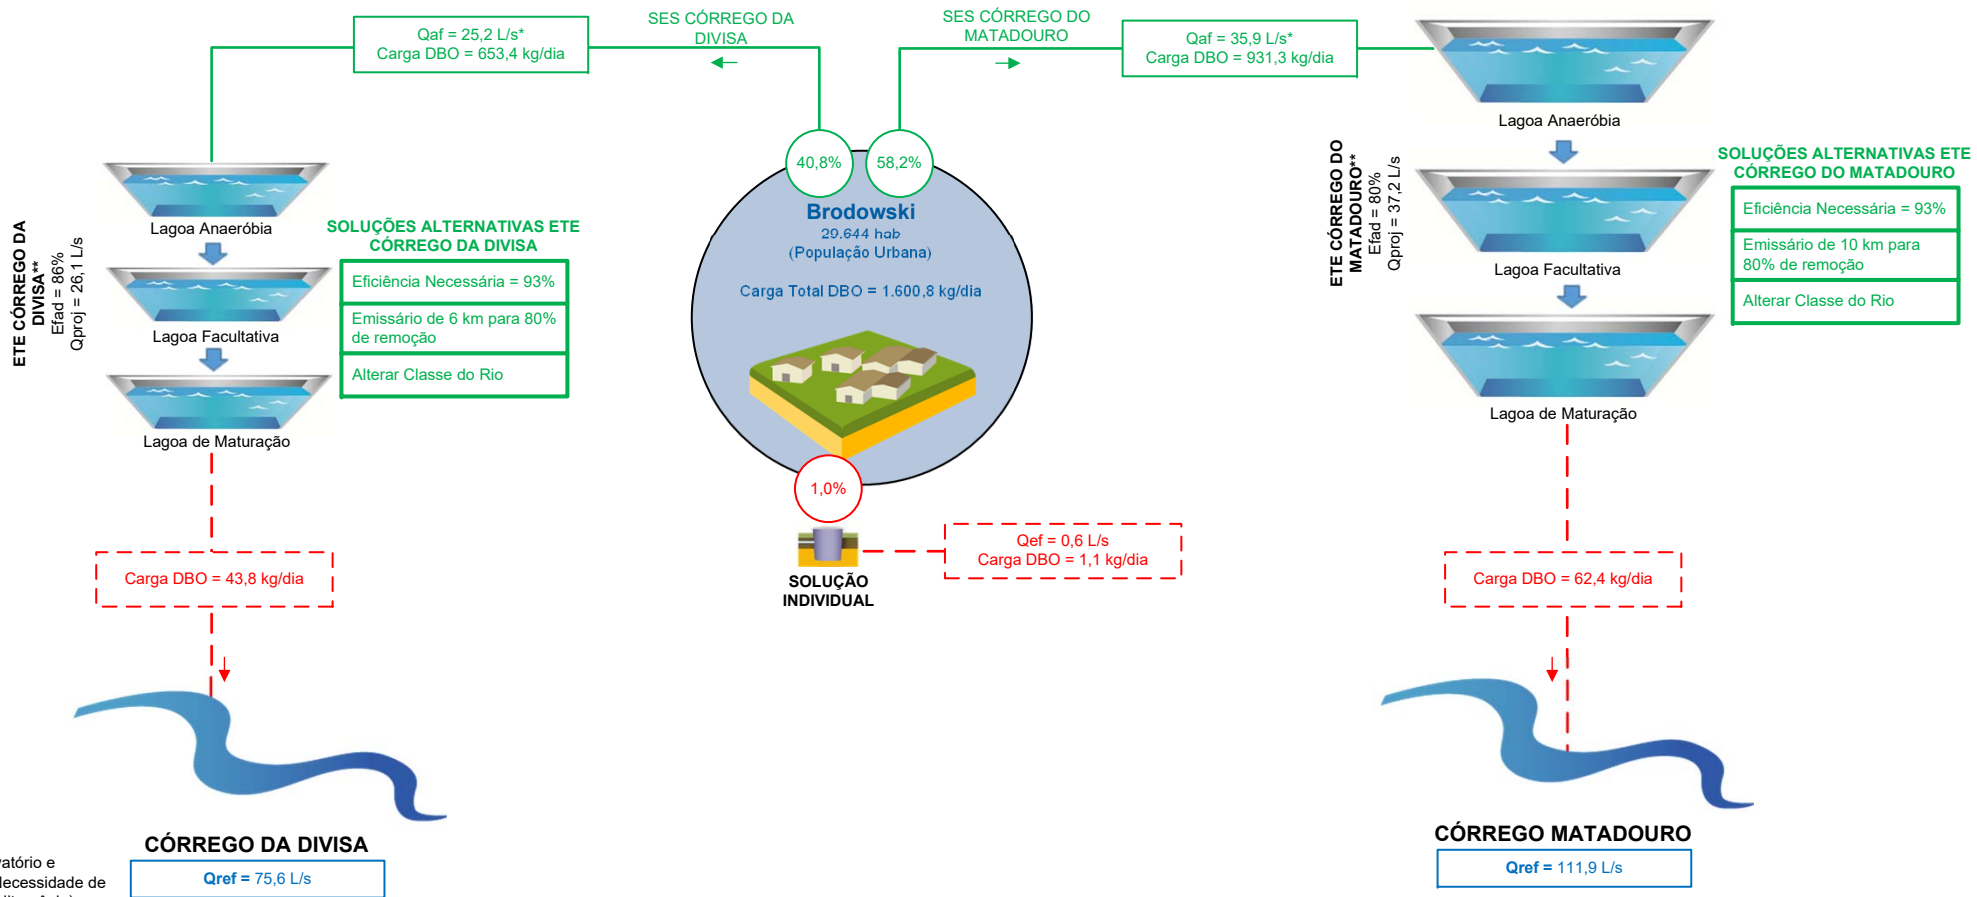 SES CÓRREGO DA
DIVISA
SES CÓRREGO DO
MATADOURO
Qaf = 25,2 L/s*
Carga DBO = 653,4 kg/dia
Qaf = 35,9 L/s*
Carga DBO = 931,3 kg/dia
40,8%
58,2%
Brodowski
29.644 hab
(População Urbana)
Carga Total DBO = 1.600,8 kg/dia
1,0%
SOLUÇÃO
INDIVIDUAL
Qef = 0,6 L/s
Carga DBO = 1,1 kg/dia
ETE CÓRREGO DA
DIVISA**
Efad = 86%
Qproj = 26,1 L/s
Lagoa Anaeróbia
Lagoa Facultativa
Lagoa de Maturação
SOLUÇÕES ALTERNATIVAS ETE
CÓRREGO DA DIVISA
Eficiência Necessária = 93%
Emissário de 6 km para 80%
de remoção
Alterar Classe do Rio
Carga DBO = 43,8 kg/dia
CÓRREGO DA DIVISA
Qref = 75,6 L/s
ETE CÓRREGO DO
MATADOURO**
Efad = 80%
Qproj = 37,2 L/s
Lagoa Anaeróbia
Lagoa Facultativa
Lagoa de Maturação
SOLUÇÕES ALTERNATIVAS ETE
CÓRREGO DO MATADOURO
Eficiência Necessária = 93%
Emissário de 10 km para
80% de remoção
Alterar Classe do Rio
Carga DBO = 62,4 kg/dia
CÓRREGO MATADOURO
Qref = 111,9 L/s
e
de